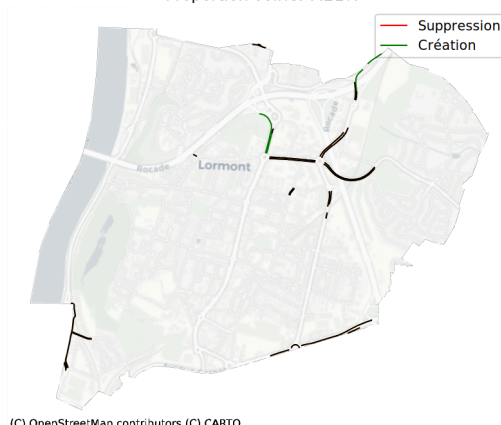 Suppression
Création
Rocade
Rocade
Lormont
(C) OpenStreetMap contributors (C) CARTO